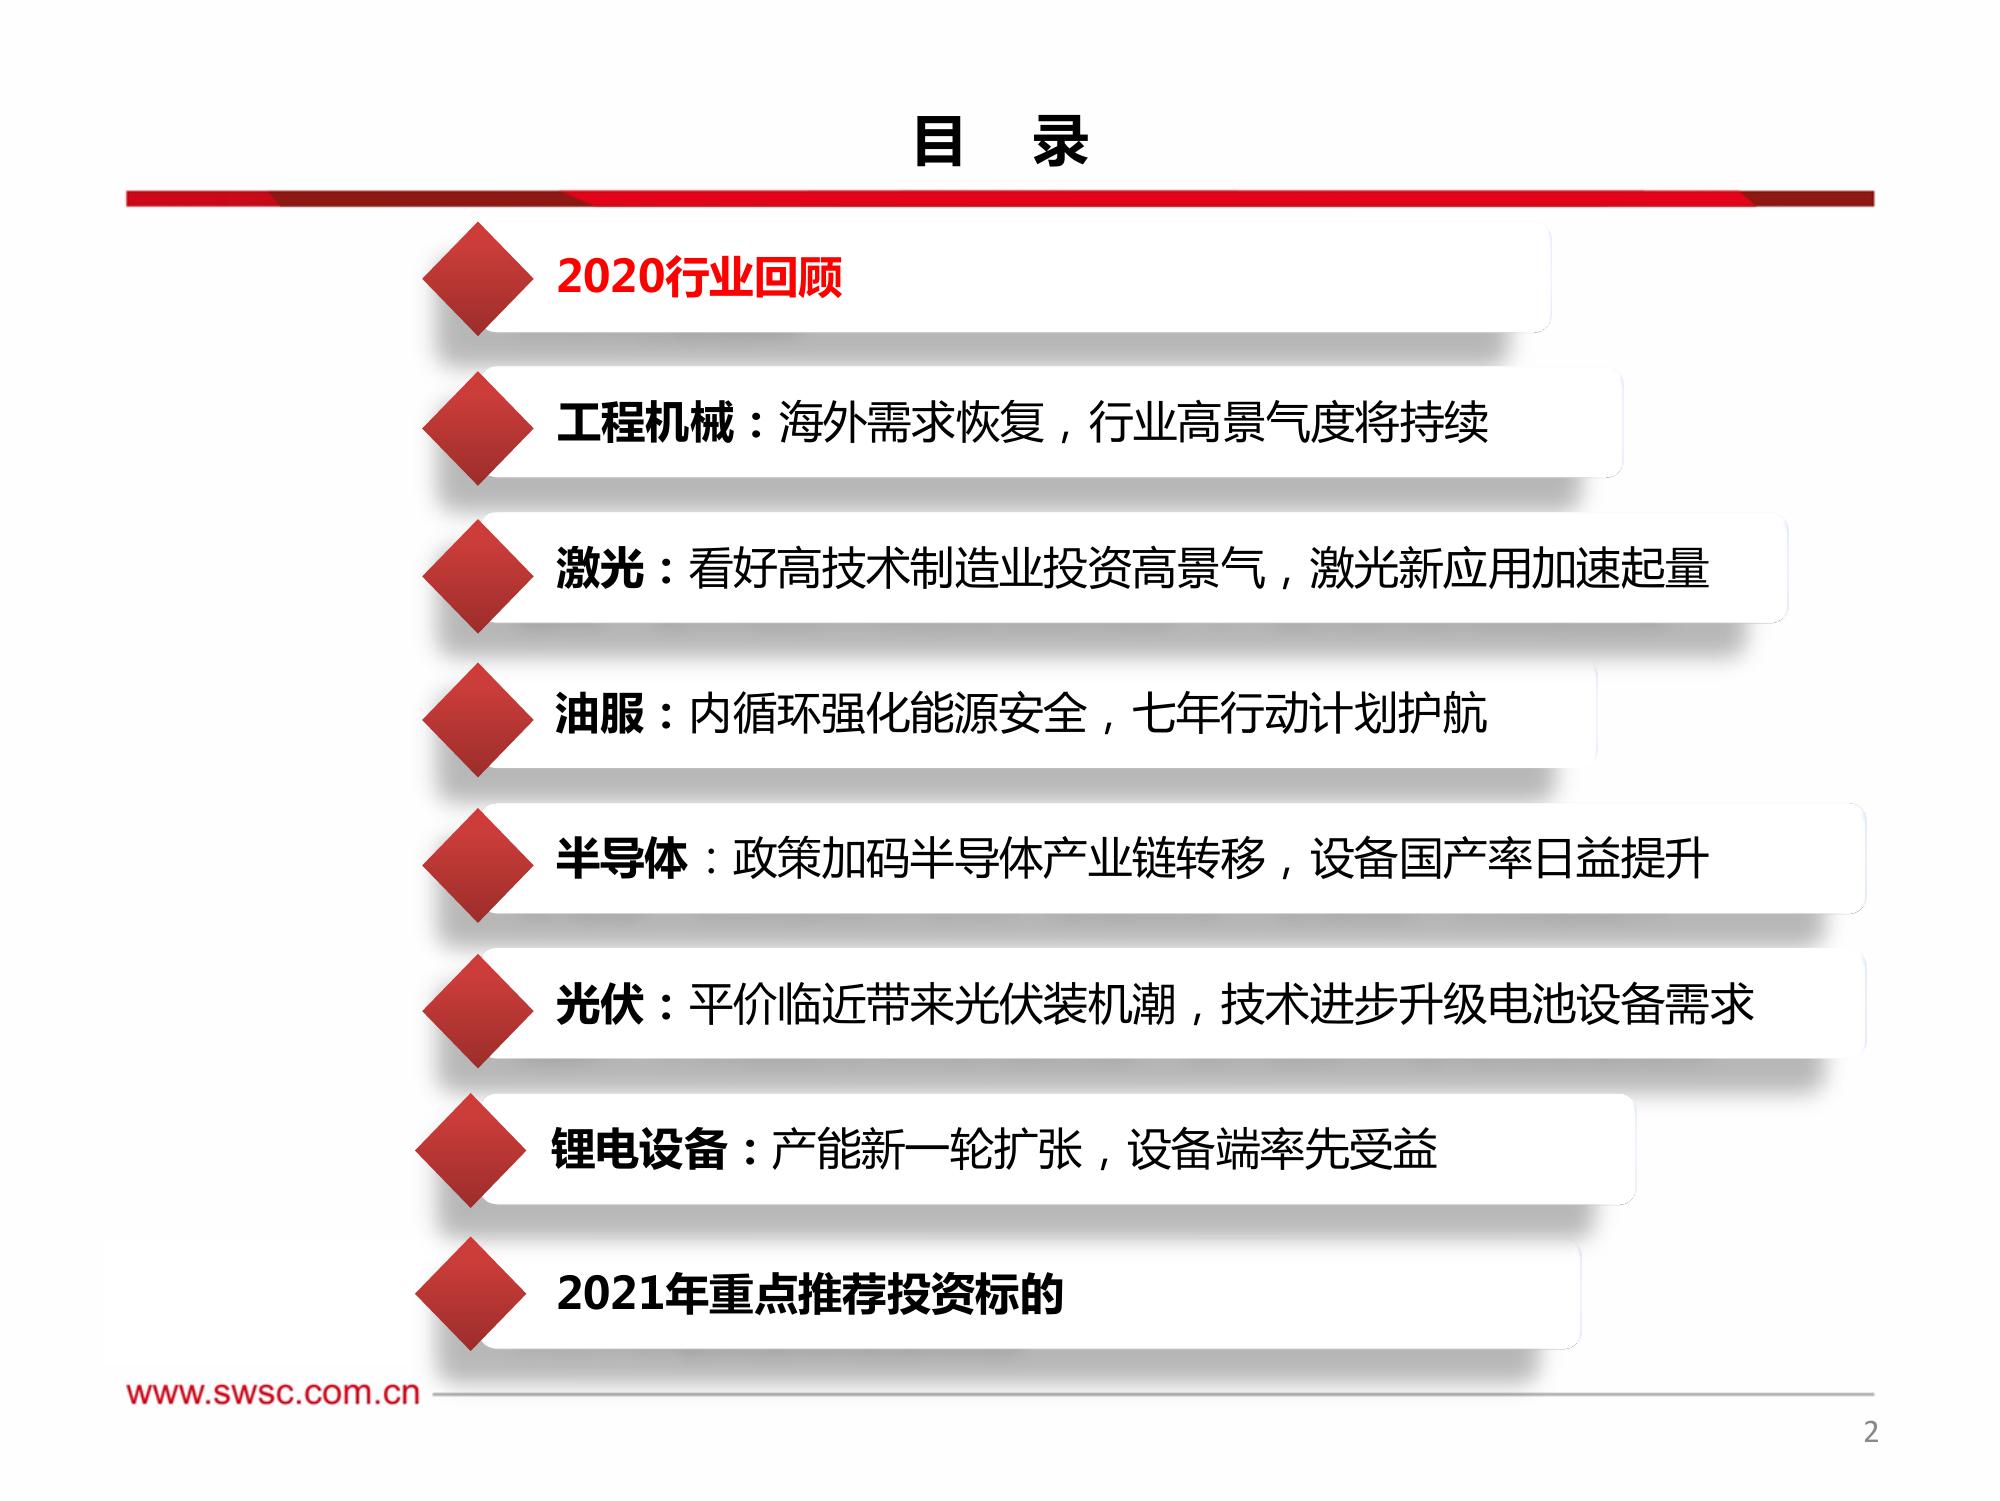 目 录
2020行业回顾
工程机械：海外需求恢复，行业高景气度将持续
激光：看好高技术制造业投资高景气，激光新应用加速起量
油服：内循环强化能源安全，七年行动计划护航
半导体：政策加码半导体产业链转移，设备国产率日益提升
光伏：平价临近带来光伏装机潮，技术进步升级电池设备需求
锂电设备：产能新一轮扩张，设备端率先受益
2021年重点推荐投资标的
www.swsc.com.cn
2